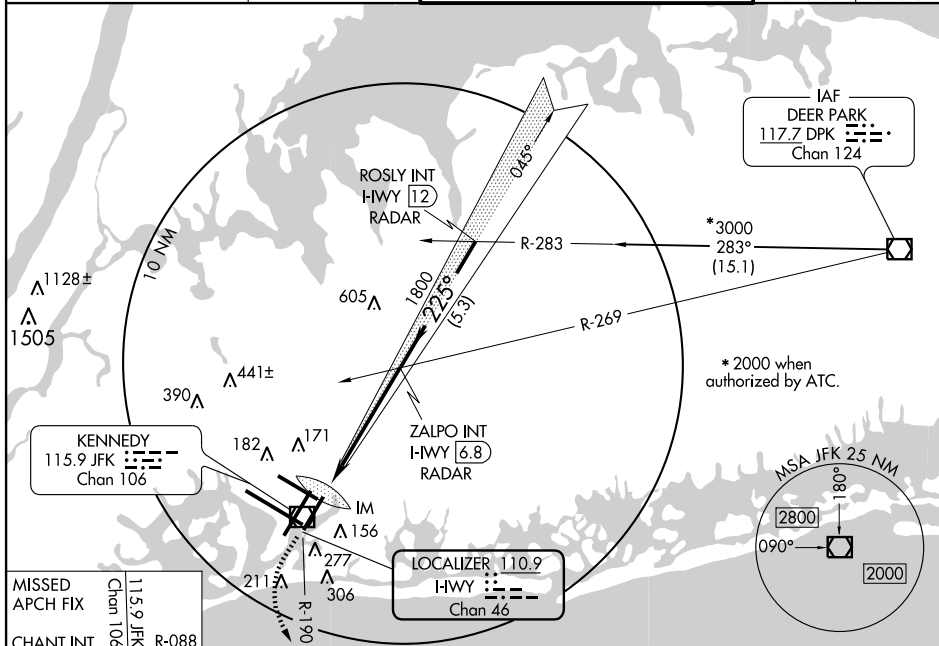 IAF
DEER PARK
117.7 DPK
Chan 124
ROSLY INT
I-IWY 12
RADAR
045°
10 NM
R-283
*3000
283°
(15.1)
1128±
1505
605
1800
225°
(5.3)
R-269
* 2000 when
authorized by ATC.
441±
390
182
171
ZALPO INT
I-IWY 6.8
RADAR
KENNEDY
115.9 JFK
Chan 106
IM
156
277
211
306
R-190
LOCALIZER 110.9
I-IWY
Chan 46
MSA JFK 25 NM
180°
2800
090°
2000
MISSED
APCH FIX
CHANT INT
115.9 JFK
Chan 106
R-088